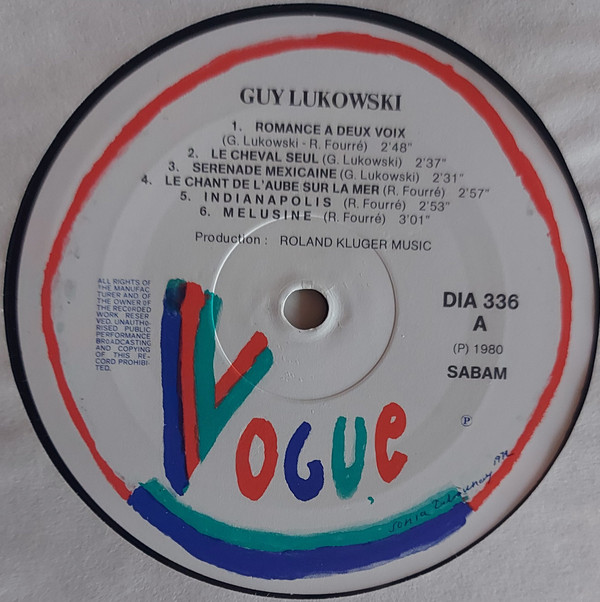 GUY LUKOWSKI
1. ROMANCE A DEUX VOIX
(G. Lukowski - R. Fourré) 2'48"
2. LE CHEVAL SEUL (G. Lukowski) 2'37"
3. SERENADE MEXICAINE (G. Lukowski) 2'31"
4. LE CHANT DE L'AUBE SUR LA MER (R. Fourré) 2'57"
5. INDIANAPOLIS (R. Fourré) 2'53"
6. MELUSINE (R. Fourré) 3'01"
Production : ROLAND KLUGER MUSIC
ALL RIGHTS OF
THE MANUFAC-
TURER AND OF
THE OWNER OF
THE RECORDED
WORK RESER-
VED. UNAUTHO-
RISED PUBLIC
PERFORMANCE
BROADCASTING
AND COPYING
OF THIS RE-
CORD PROHIBI-
TED.
DIA 336
A
(P) 1980
SABAM
VOGUE
Ⓟ
Sonia Delaunay